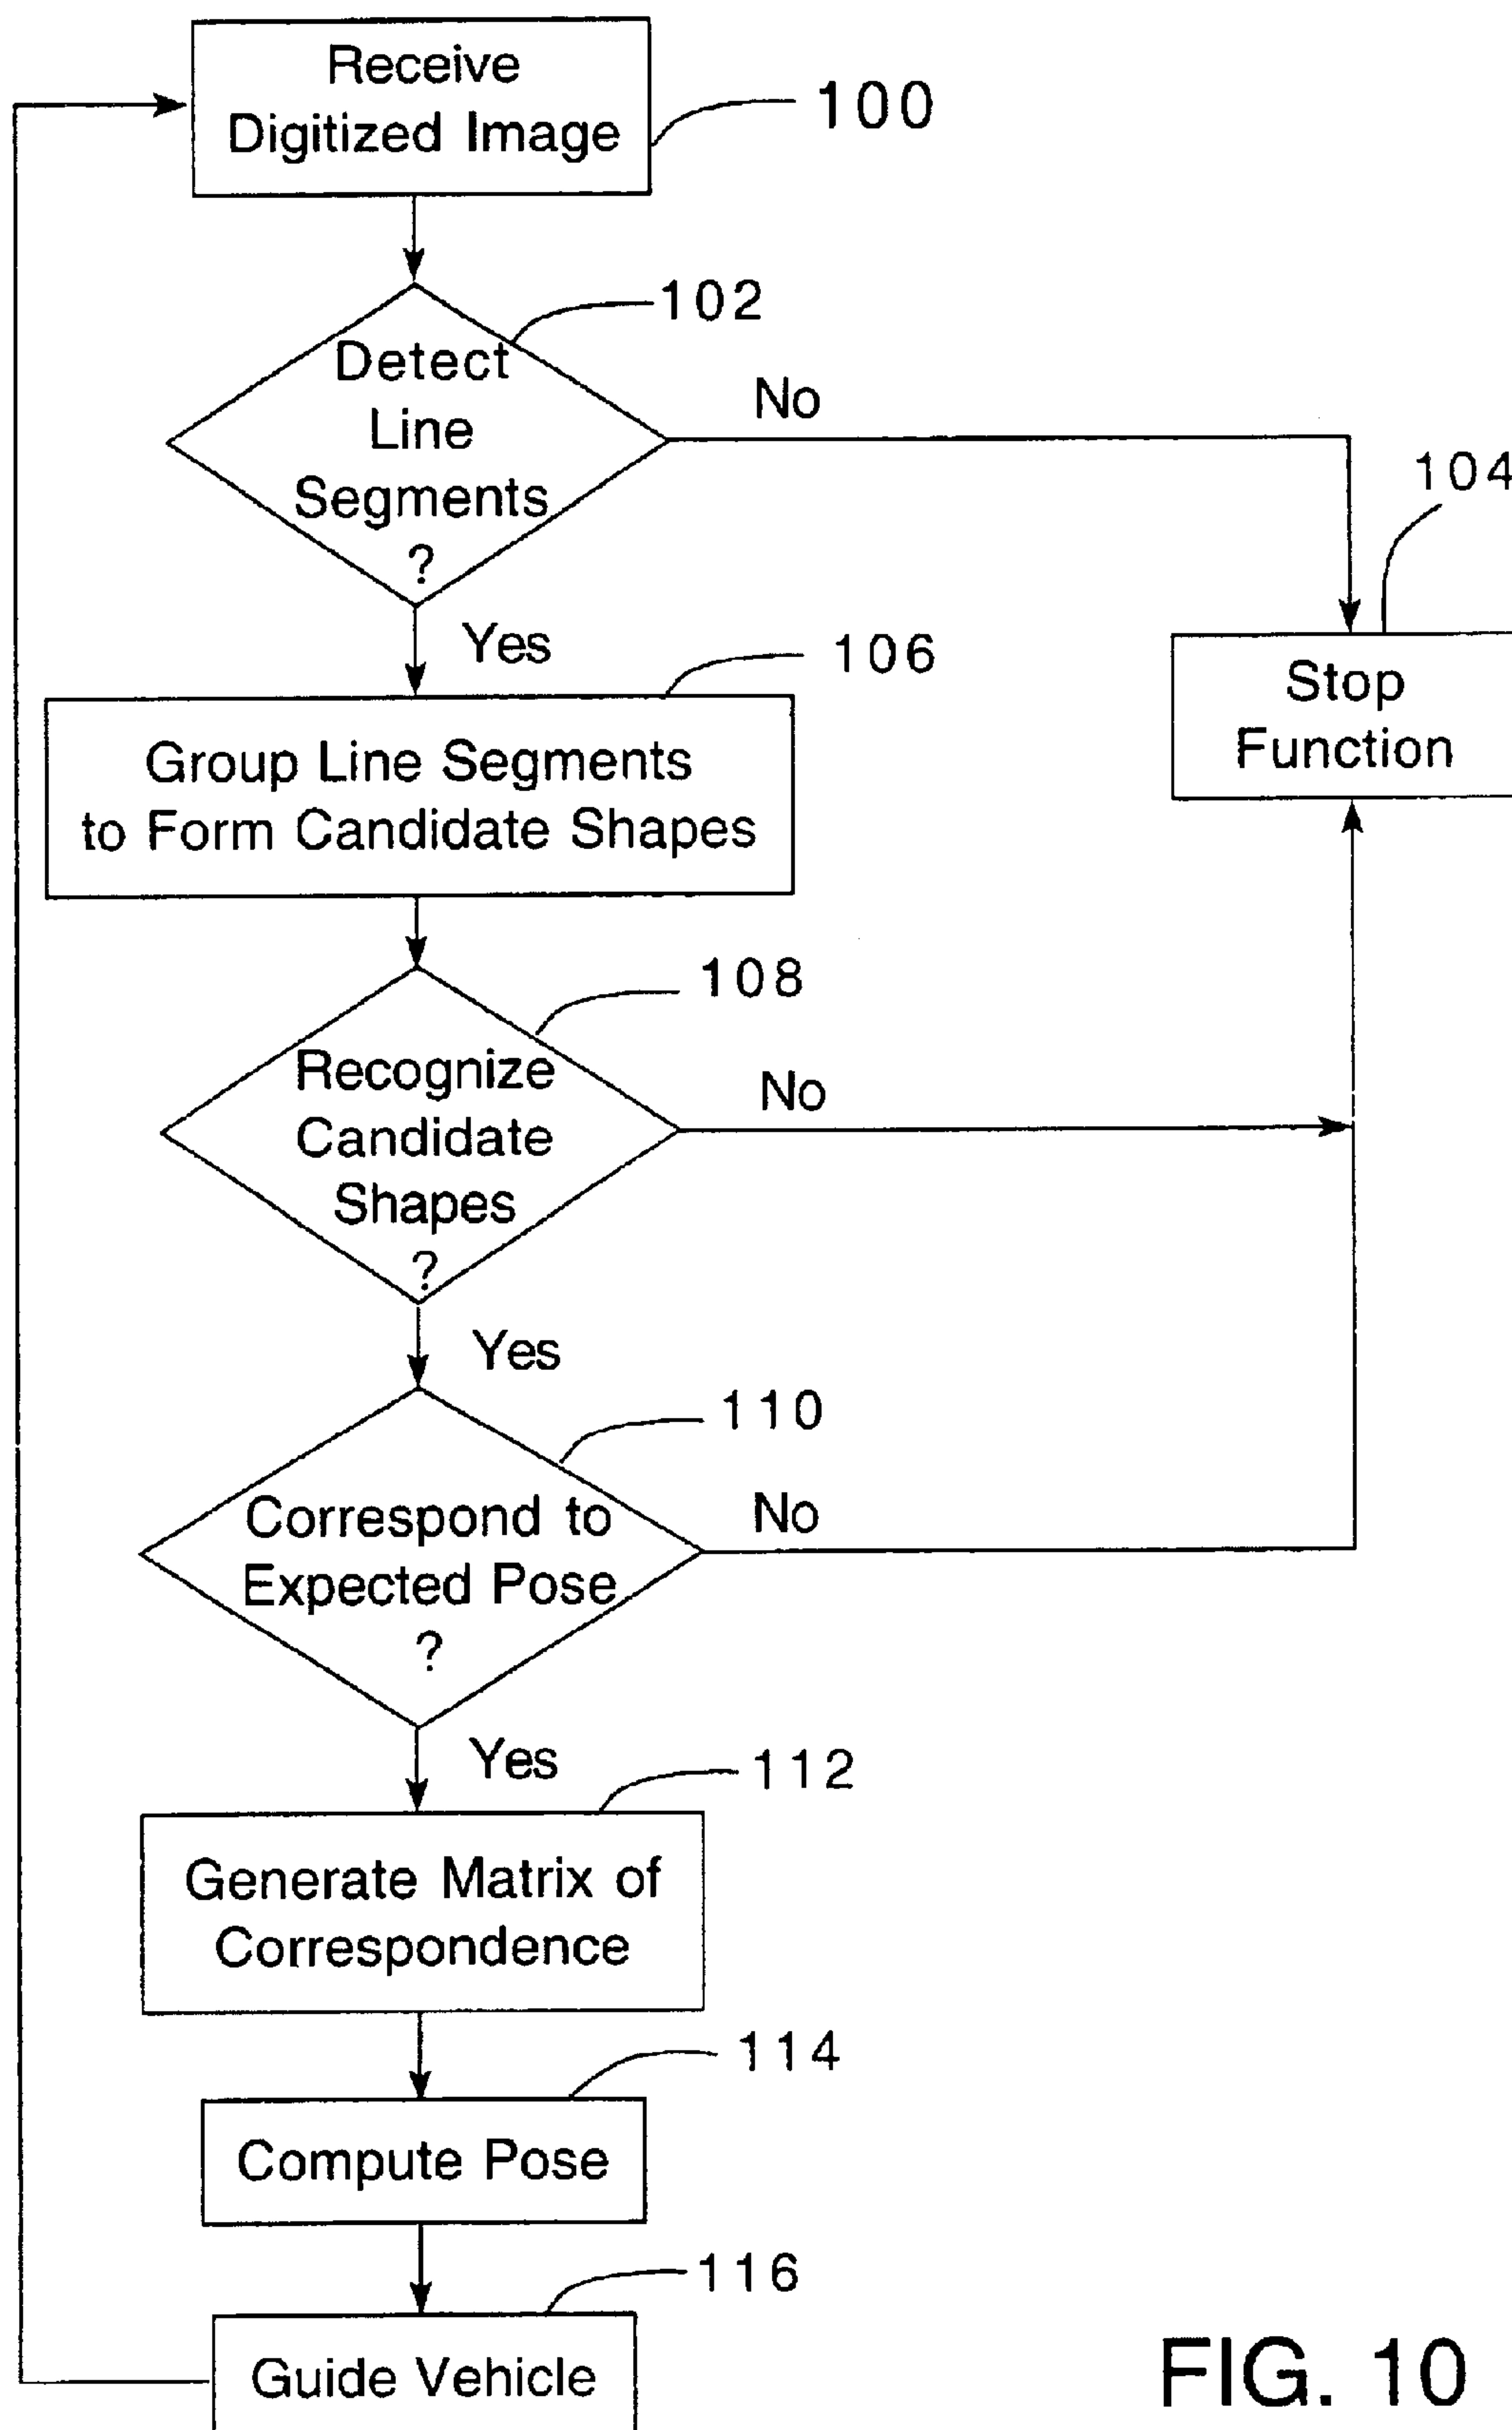 Receive
Digitized Image
100
102
Detect
Line
Segments
?
No
104
Yes
Stop
Function
106
Group Line Segments
to Form Candidate Shapes
108
Recognize
Candidate
Shapes
?
No
Yes
110
Correspond to
Expected Pose
?
No
Yes
112
Generate Matrix of
Correspondence
114
Compute Pose
116
Guide Vehicle
FIG. 10